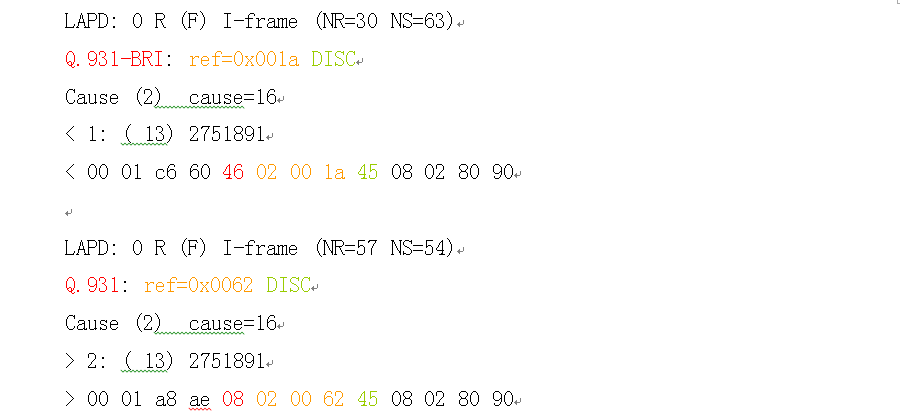 LAPD: 0 R (F) I-frame (NR=30 NS=63)
Q.931-BRI: ref=0x001a DISC
Cause (2)  cause=16
< 1: ( 13) 2751891
< 00 01 c6 60 46 02 00 1a 45 08 02 80 90
LAPD: 0 R (F) I-frame (NR=57 NS=54)
Q.931: ref=0x0062 DISC
Cause (2)  cause=16
> 2: ( 13) 2751891
> 00 01 a8 ae 08 02 00 62 45 08 02 80 90